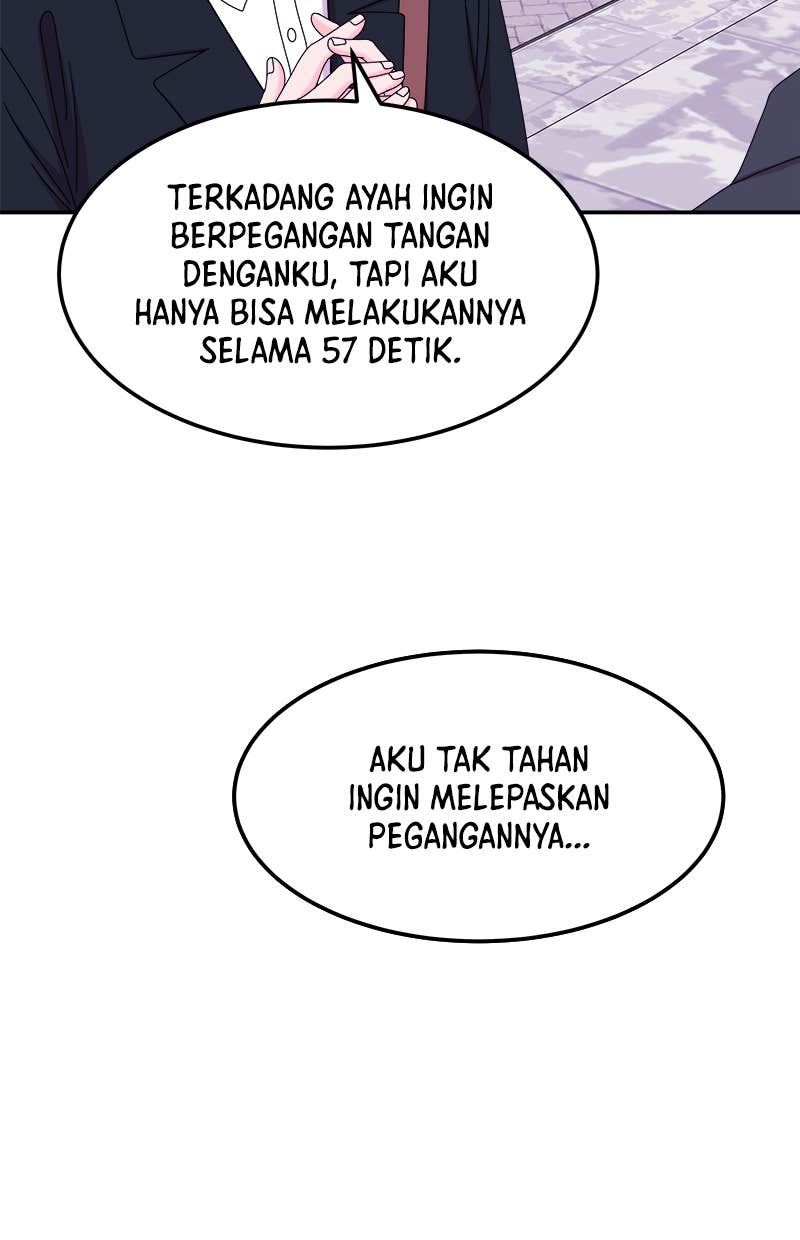 TERKADANG AYAH INGIN
BERPEGANGAN TANGAN
DENGANKU, TAPI AKU
HANYA BISA MELAKUKANNYA
SELAMA 57 DETIK.
AKU TAK TAHAN
INGIN MELEPASKAN
PEGANGANNYA...